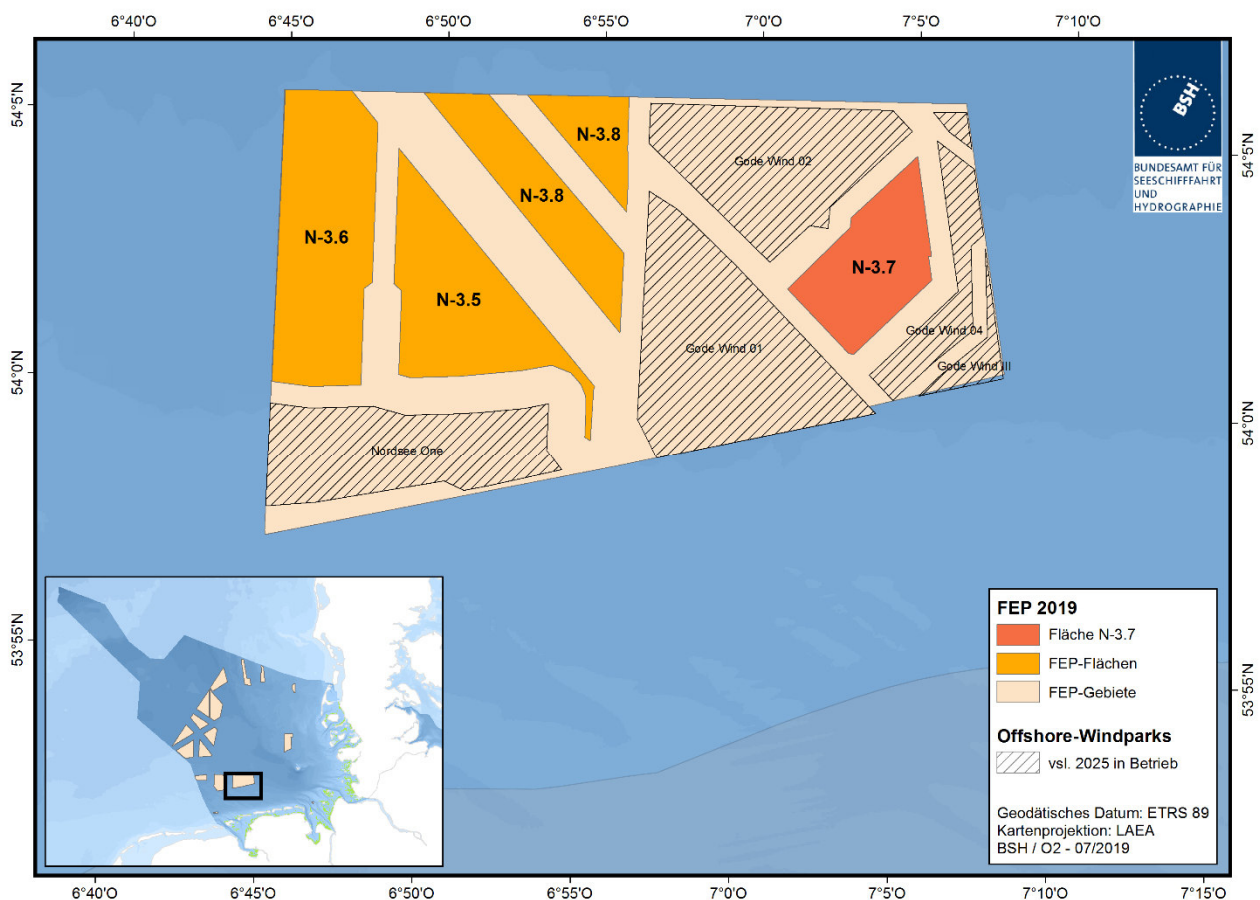 6°40'O 6°45'O 6°50'O 6°55'O 7°0'O 7°5'O 7°10'O
54°5'N
54°5'N
BSH
BUNDESAMT FÜR
SEESCHIFFFAHRT
UND
HYDROGRAPHIE
N-3.8
Gode Wind 02
N-3.8
N-3.6
N-3.7
N-3.5
Gode Wind 04
Gode Wind 01
Gode Wind III
54°0'N
54°0'N
Nordsee One
53°55'N
53°55'N
FEP 2019
Fläche N-3.7
FEP-Flächen
FEP-Gebiete
Offshore-Windparks
vsl. 2025 in Betrieb
Geodätisches Datum: ETRS 89
Kartenprojektion: LAEA
BSH / O2 - 07/2019
6°40'O 6°45'O 6°50'O 6°55'O 7°0'O 7°5'O 7°10'O 7°15'O